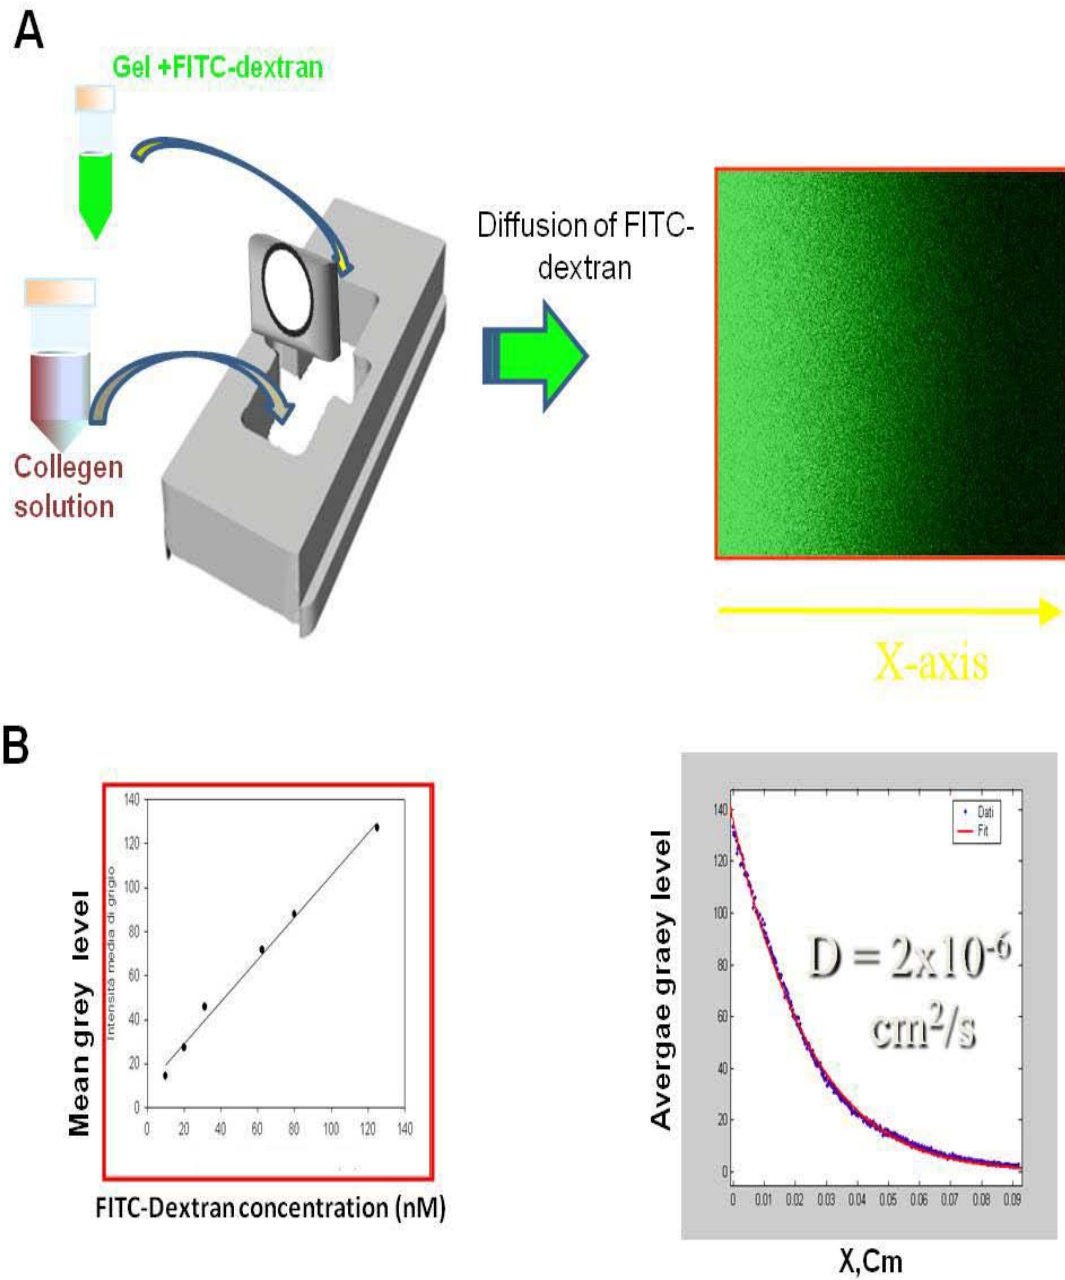 A
Gel +FITC-dextran
Diffusion of FITC-
dextran
Collegen
solution
X-axis
B
Mean grey level
Intensità media di grigio
140
120
100
80
60
40
20
0
0 20 40 60 80 100 120 140
FITC-Dextran concentration (nM)
Avergae graey level
140
120
100
80
60
40
20
0
Dati
Fit
D = 2x10-6
cm2/s
0 0.01 0.02 0.03 0.04 0.05 0.06 0.07 0.08 0.09
X,Cm